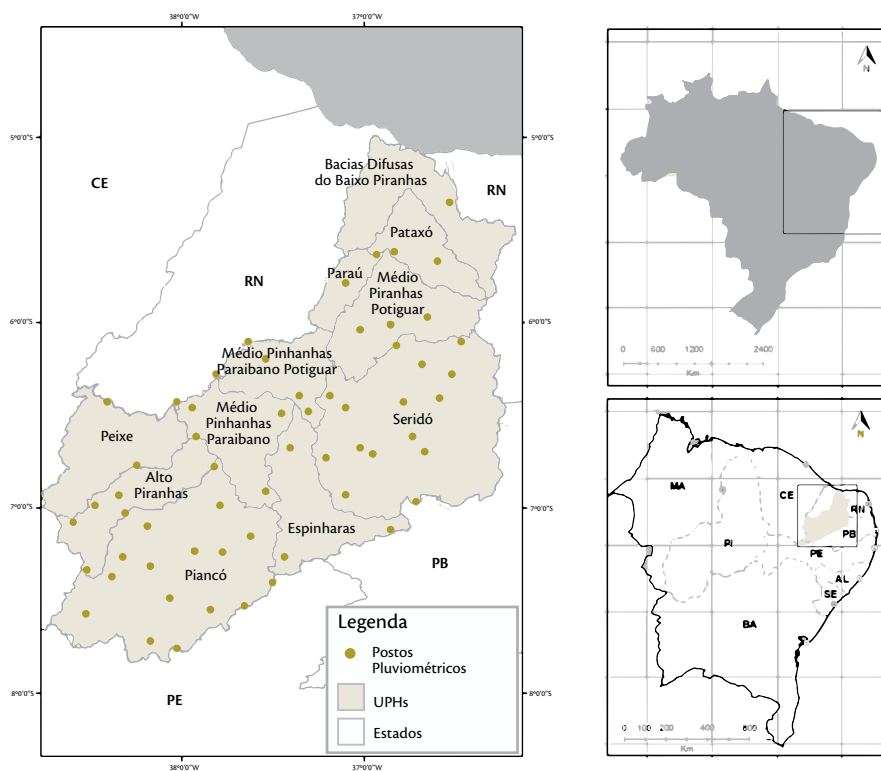 38°0'0"W
37°0'0"W
5°0'0"S
5°0'0"S
6°0'0"S
6°0'0"S
7°0'0"S
7°0'0"S
8°0'0"S
8°0'0"S
38°0'0"W
37°0'0"W
CE
RN
RN
PB
PE
Bacias Difusas
do Baixo Piranhas
Pataxó
Paraú
Médio
Piranhas
Potiguar
Médio Pinhanhas
Paraibano Potiguar
Médio
Pinhanhas
Paraibano
Seridó
Peixe
Alto
Piranhas
Espinharas
Piancó
Legenda
Postos
Pluviométricos
UPHs
Estados
N
0 600 1200 2400
Km
N
MA
CE
RN
PB
PI
PE
AL
SE
BA
0 100 200 400 600
Km